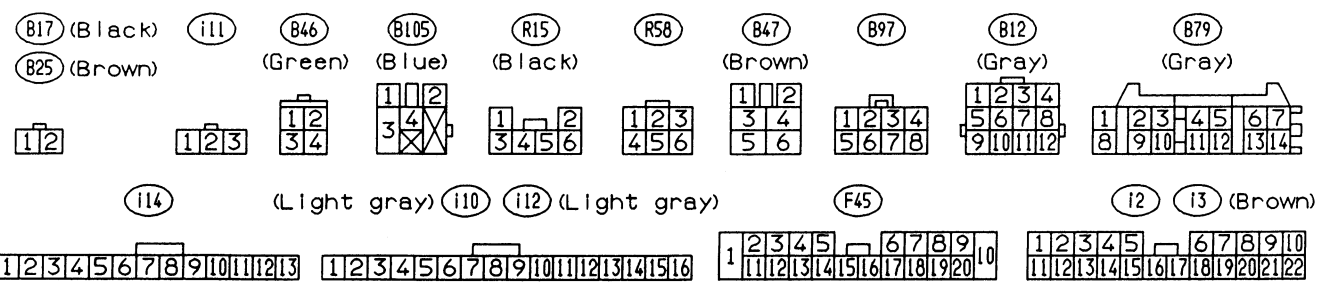 B17 (Black) i11 B46 B105 R15 R58 B47 B97 B12 B79
B25 (Brown) (Green) (Blue) (Black) (Brown) (Gray) (Gray)
1 2
1 2 3
1 2
3 4
1 2
3 4
1 2
3 4 5 6
1 2 3
4 5 6
1 2
3 4
5 6
1 2 3 4
5 6 7 8
1 2 3 4
5 6 7 8
9 10 11 12
1 2 3 4 5 6 7
8 9 10 11 12 13 14
i14 (Light gray) i10 i12 (Light gray) F45 i2 i3 (Brown)
1 2 3 4 5 6 7 8 9 10 11 12 13
1 2 3 4 5 6 7 8 9 10 11 12 13 14 15 16
1 2 3 4 5 6 7 8 9 10
11 12 13 14 15 16 17 18 19 20
1 2 3 4 5 6 7 8 9 10
11 12 13 14 15 16 17 18 19 20 21 22